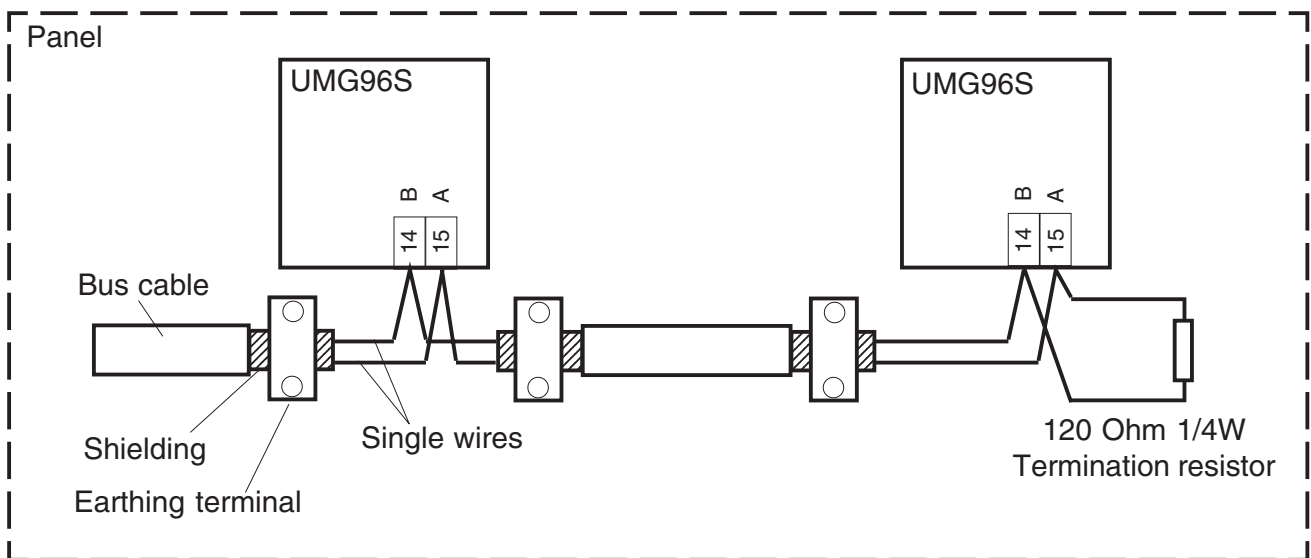 Panel
UMG96S
UMG96S
B A
14 15
B A
14 15
Bus cable
Shielding
Single wires
Earthing terminal
120 Ohm 1/4W
Termination resistor